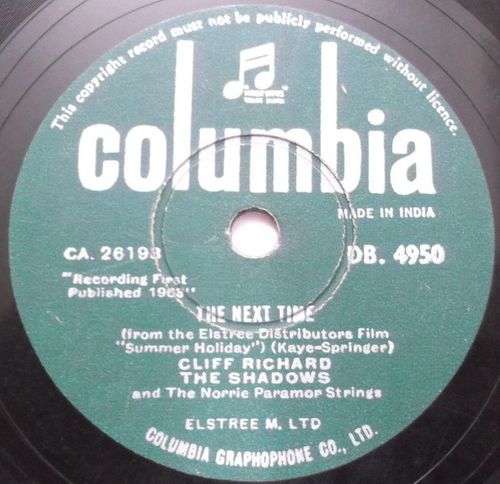 This copyright record must not be publicly performed without licence.
columbia
MADE IN INDIA
CA. 26193
DB. 4950
"Recording First
Published 1965"
THE NEXT TIME
(from the Elstree Distributors Film
"Summer Holiday") (Kaye-Springer)
CLIFF RICHARD
THE SHADOWS
and The Norrie Paramor Strings
ELSTREE M. LTD
COLUMBIA GRAPHOPHONE CO., LTD.